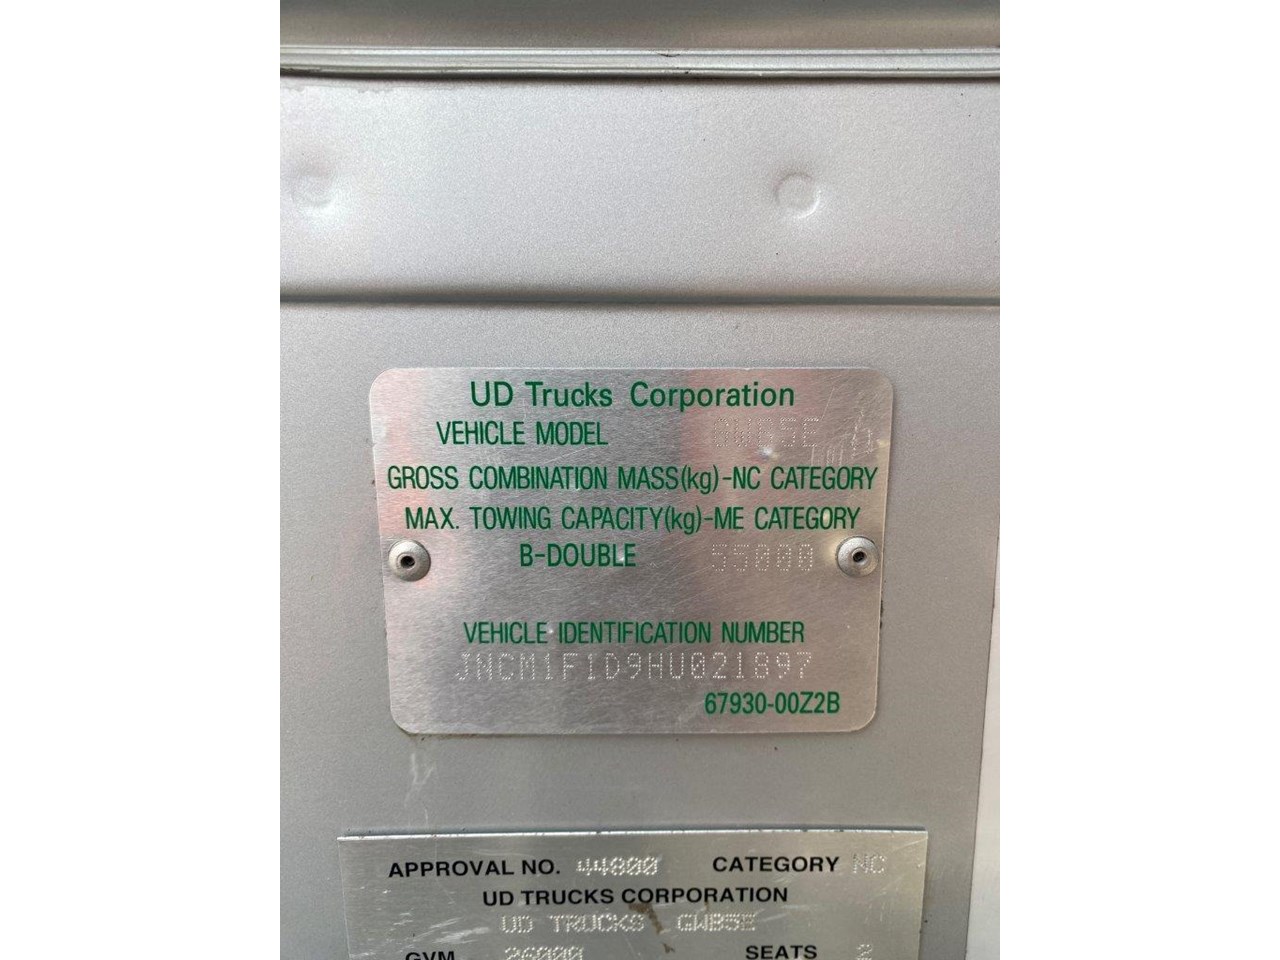 UD Trucks Corporation
VEHICLE MODEL GWB5E
GROSS COMBINATION MASS(kg)-NC CATEGORY
MAX. TOWING CAPACITY(kg)-ME CATEGORY
B-DOUBLE 55000
VEHICLE IDENTIFICATION NUMBER
JNCM1F1D9HU021897
67930-00Z2B
APPROVAL NO. 44800 CATEGORY NC
UD TRUCKS CORPORATION
UD TRUCKS GWB5E
GVM 26000 SEATS 2